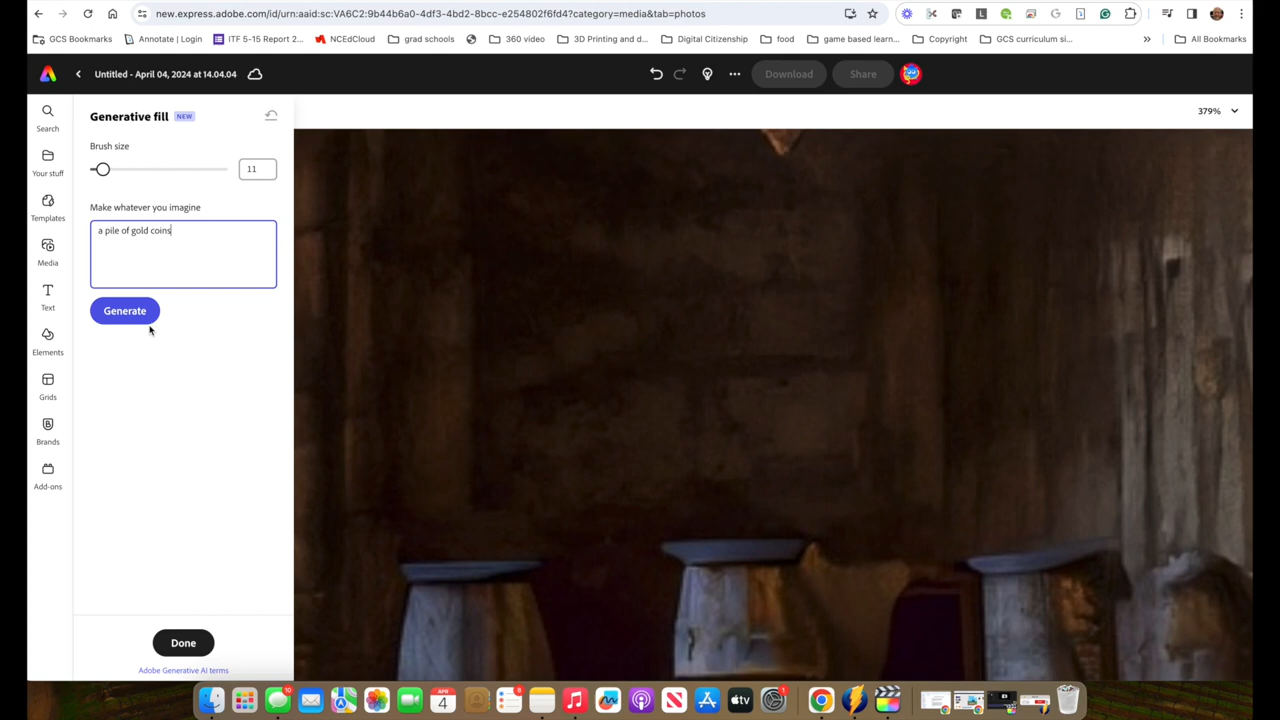 new.express.adobe.com/id/urn:aaid:sc:VA6C2:9b44b6a0-4df3-4bd2-8bcc-e254802f6fd4?category=media&tab=photos
GCS Bookmarks
Annotate | Login
ITF 5-15 Report 2...
NCEdCloud
grad schools
360 video
3D Printing and d...
Digital Citizenship
food
game based learn...
Copyright
GCS curriculum si...
»
All Bookmarks
Untitled - April 04, 2024 at 14.04.04
Download
Share
379%
Search
Your stuff
Templates
Media
Text
Elements
Grids
Brands
Add-ons
Generative fill NEW
Brush size
11
Make whatever you imagine
a pile of gold coins
Generate
Done
Adobe Generative AI terms